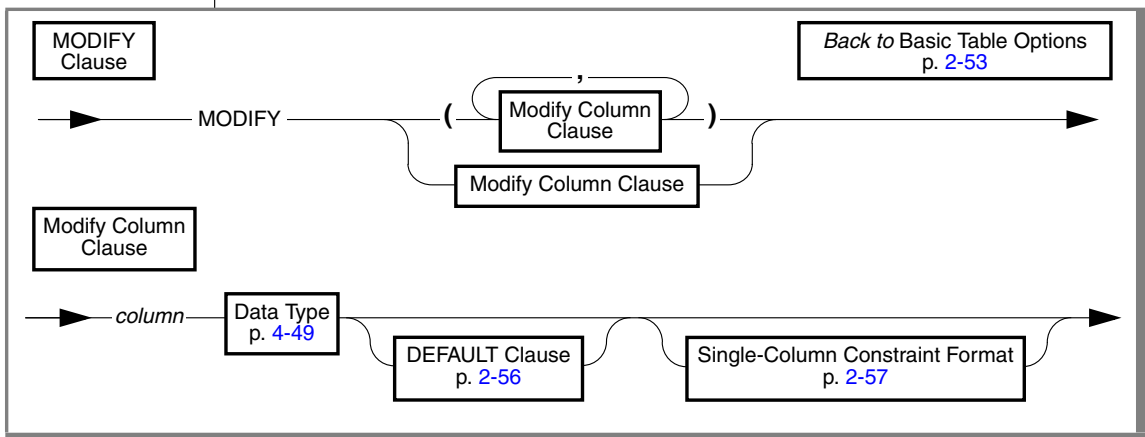 MODIFY
Clause
Back to Basic Table Options
p. 2-53
,
MODIFY
(
Modify Column
Clause
)
Modify Column Clause
Modify Column
Clause
column
Data Type
p. 4-49
DEFAULT Clause
p. 2-56
Single-Column Constraint Format
p. 2-57